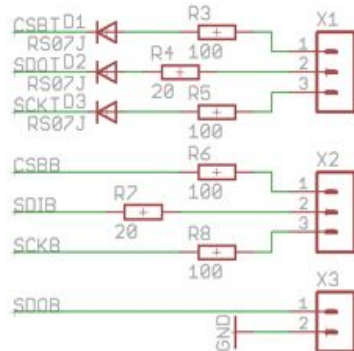 CSBT D1 R3 X1
RS07J 100 1
SDOT D2 R4 2
RS07J 20 3
SCKT D3 R5
RS07J 100
CSBB R6 X2
100 1
SDIB R7 2
20 3
SCKB R8
100
X3
SDOB 1
GND 2